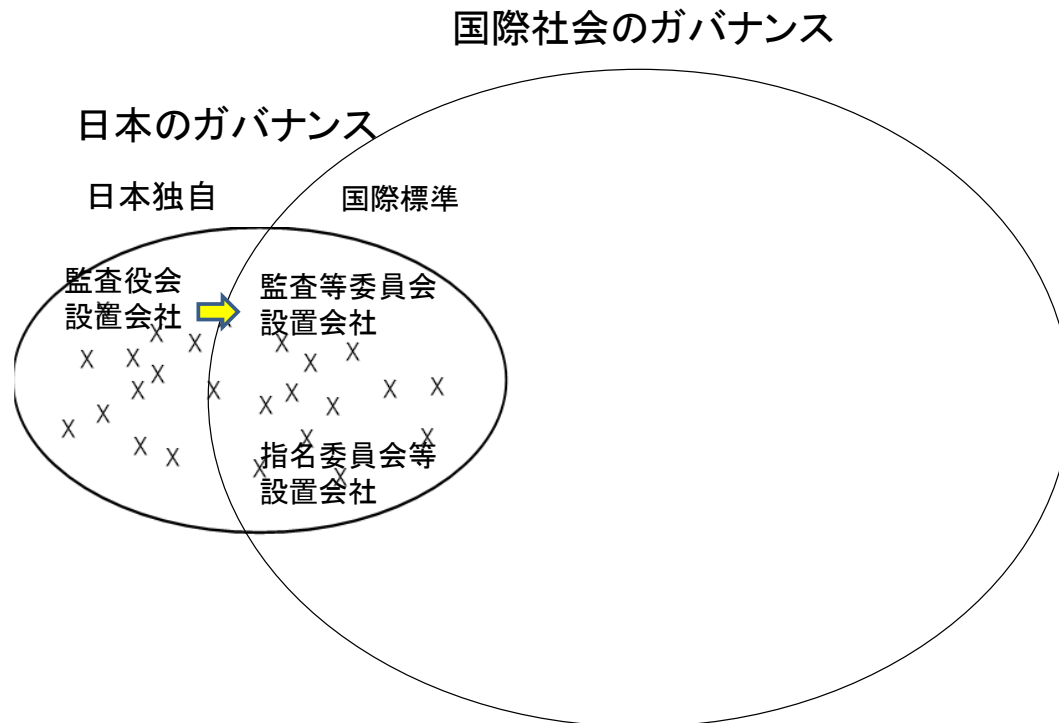 国際社会のガバナンス
日本のガバナンス
日本独自
国際標準
監査役会
設置会社
監査等委員会
設置会社
X X X X X X X X X X X X X X X X X X X X X X X X
指名委員会等
設置会社